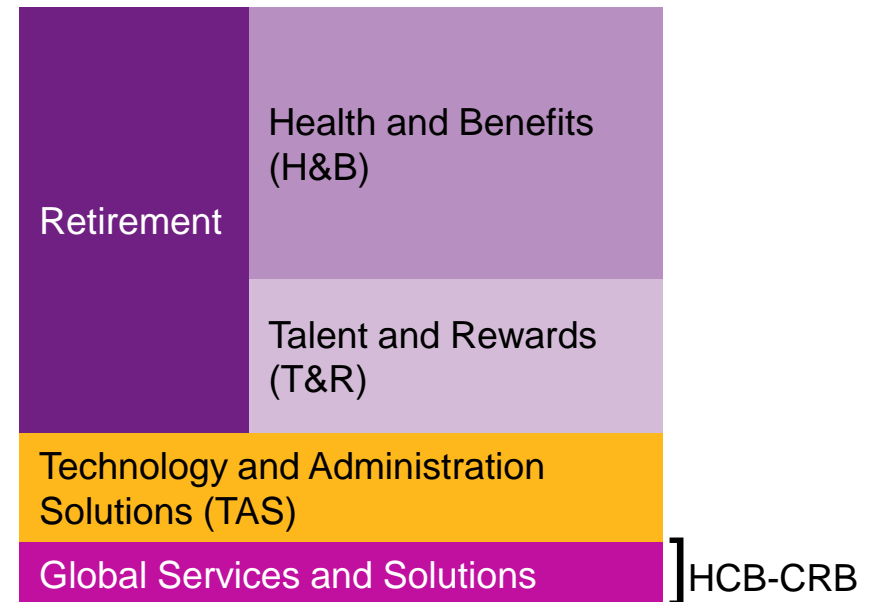 Health and Benefits
(H&B)
Retirement
Talent and Rewards
(T&R)
Technology and Administration
Solutions (TAS)
Global Services and Solutions
]HCB-CRB